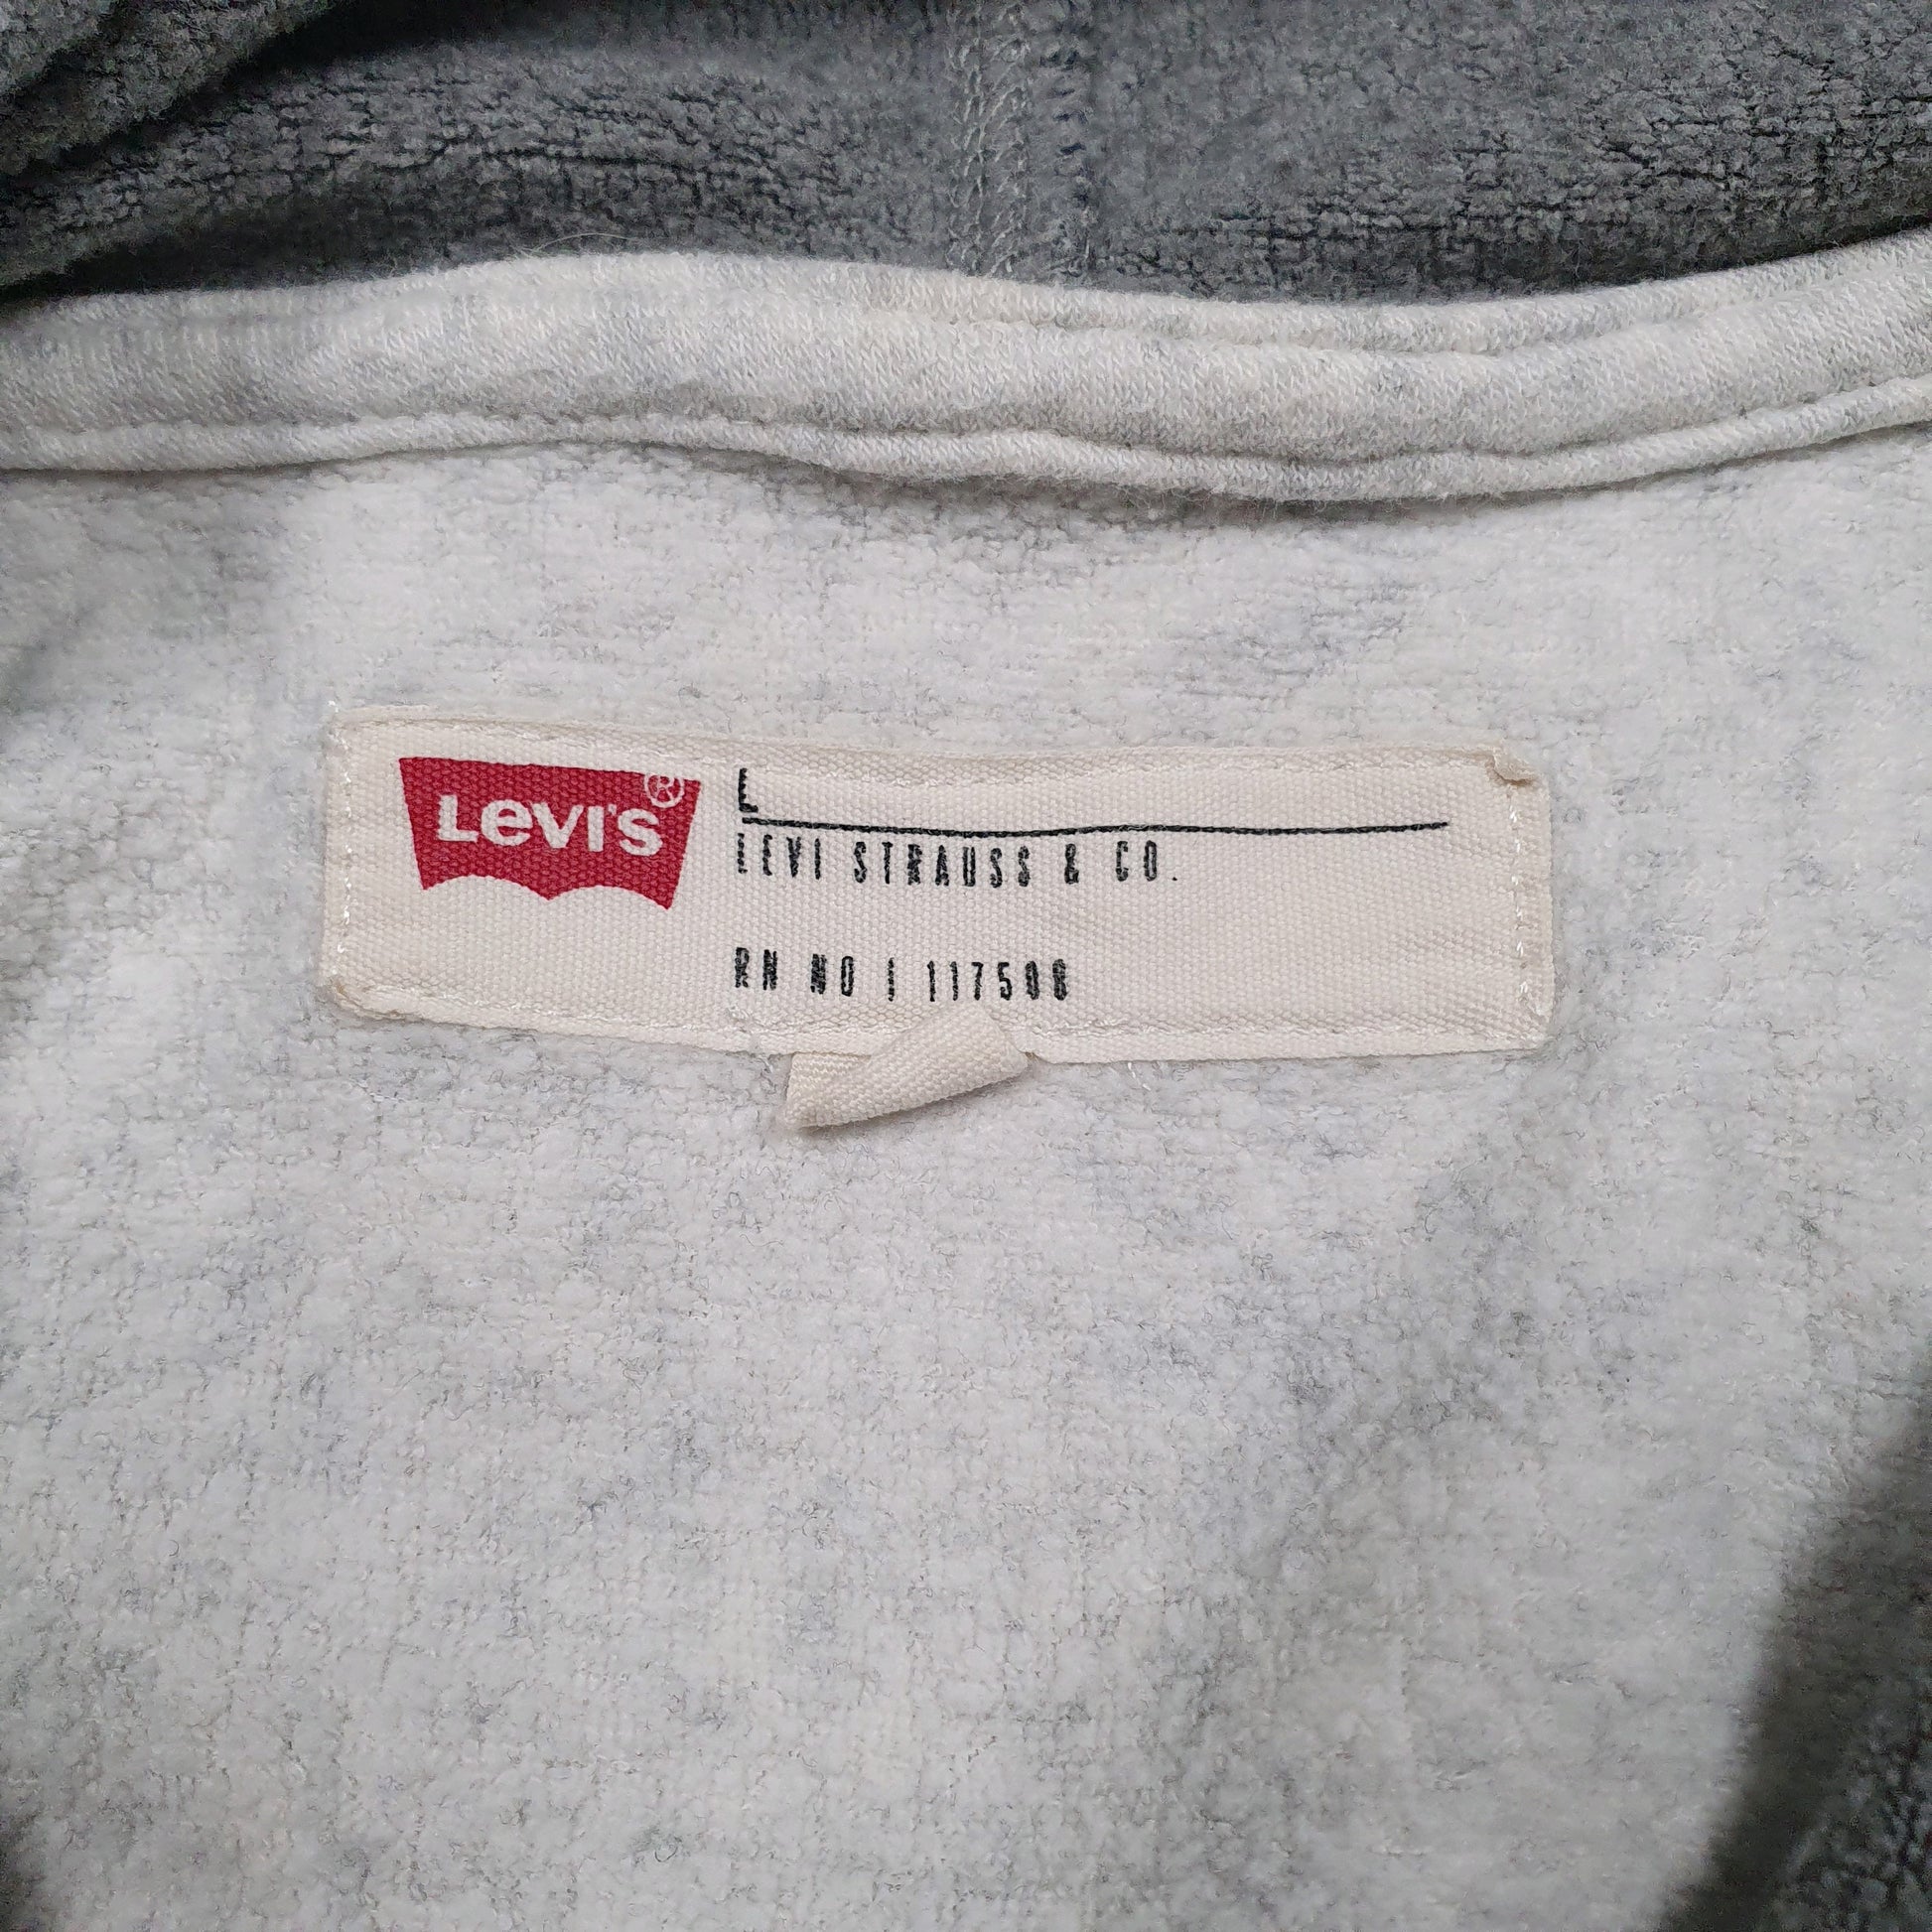 LEVI'S®
L
LEVI STRAUSS & CO.
RN NO | 117508